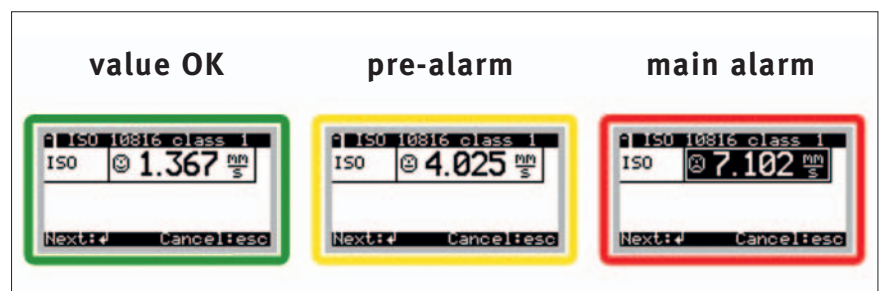 value OK
pre-alarm
main alarm
ISO 10816 class 1
ISO 1.367 mm/s
Next:↵ Cancel:esc
ISO 10816 class 1
ISO 4.025 mm/s
Next:↵ Cancel:esc
ISO 10816 class 1
ISO 7.102 mm/s
Next:↵ Cancel:esc